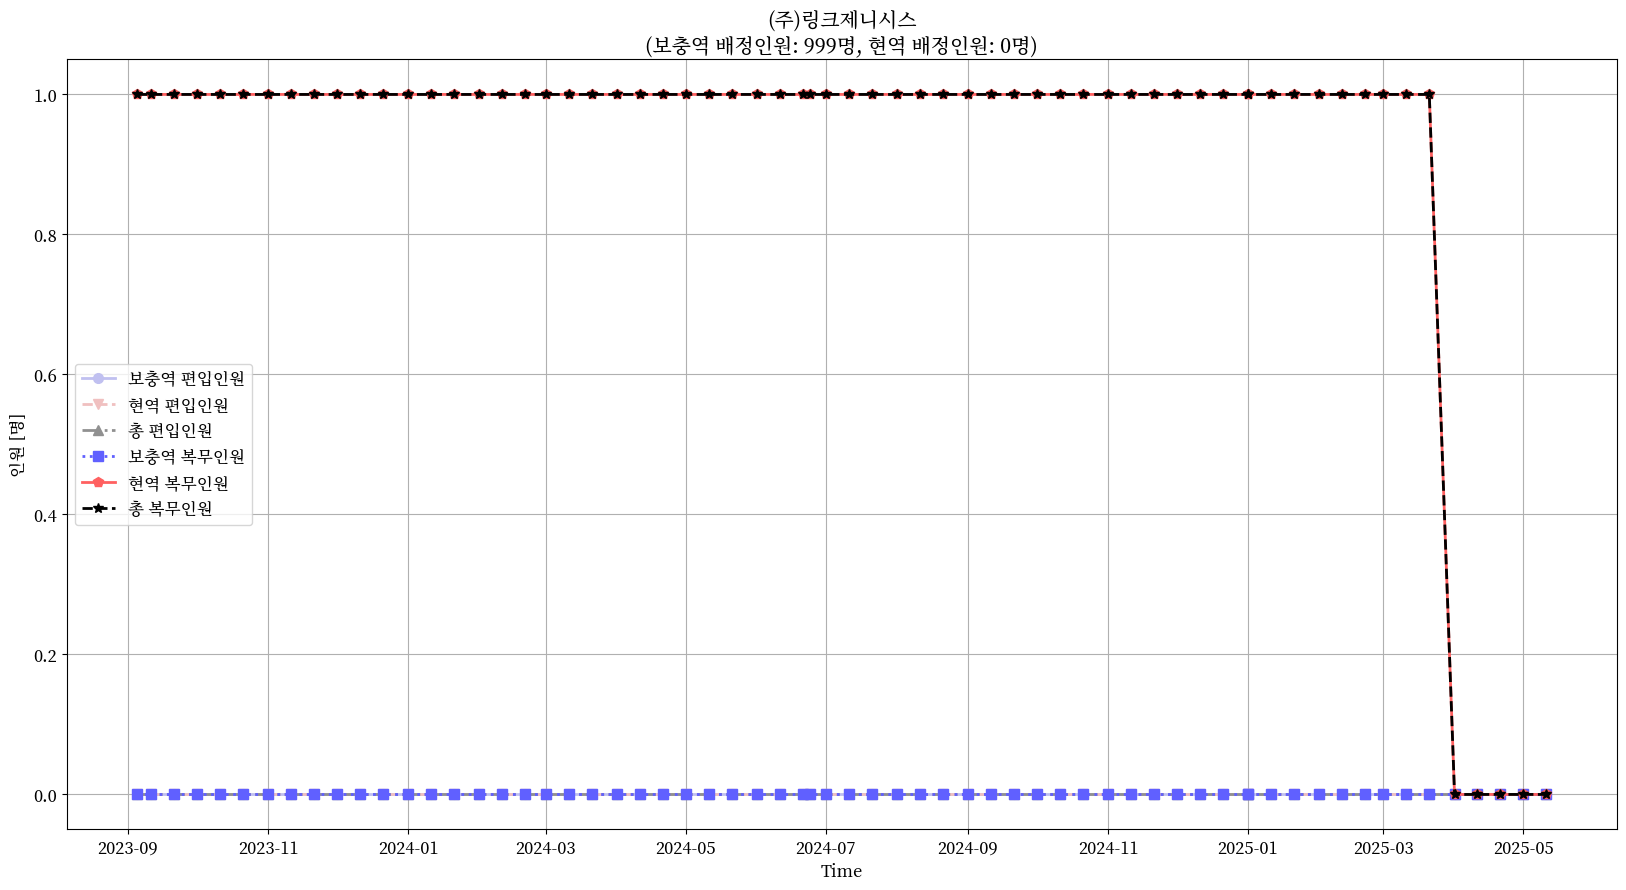 (주)링크제니시스
(보충역 배정인원: 999명, 현역 배정인원: 0명)
인원 [명]
1.0
0.8
0.6
0.4
0.2
0.0
보충역 편입인원
현역 편입인원
총 편입인원
보충역 복무인원
현역 복무인원
총 복무인원
2023-09 2023-11 2024-01 2024-03 2024-05 2024-07 2024-09 2024-11 2025-01 2025-03 2025-05
Time